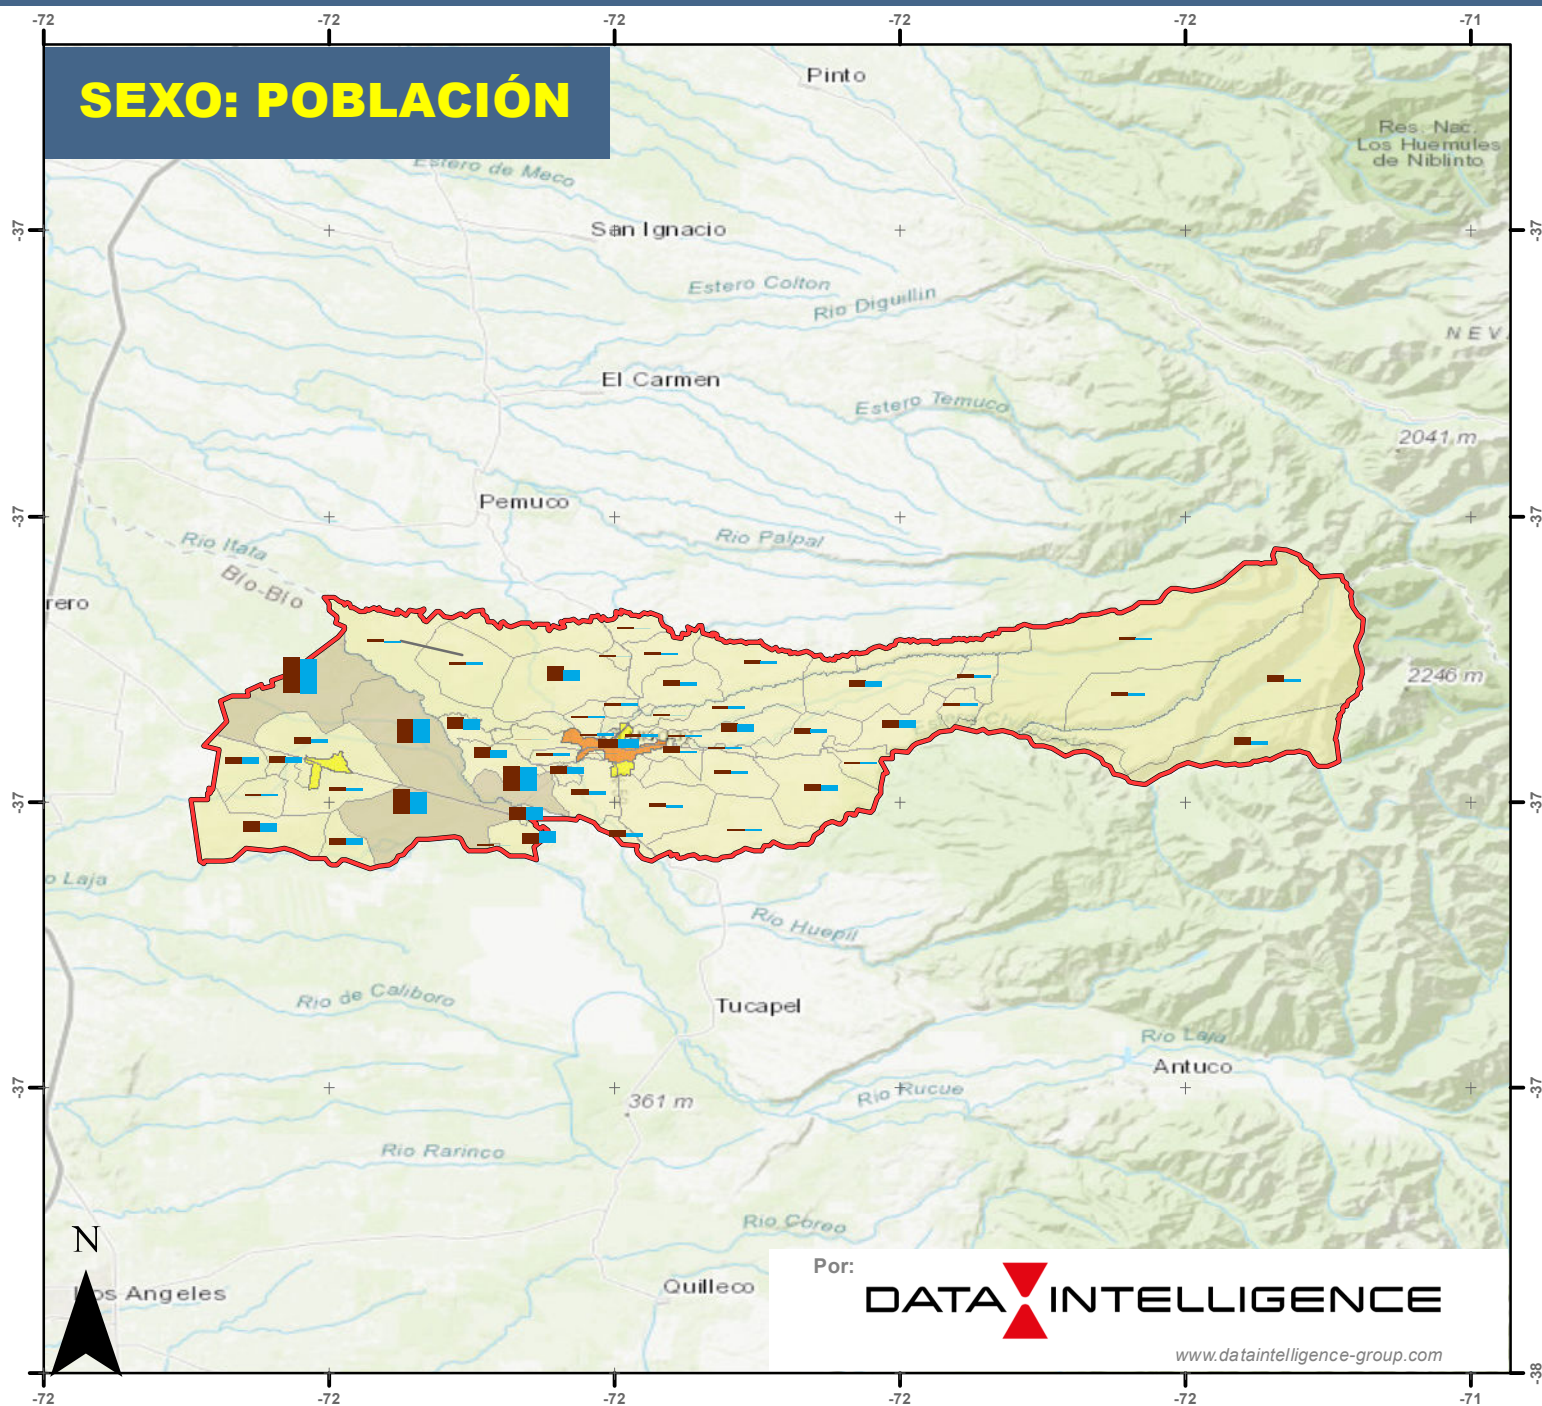 -72 -72 -72 -72 -72 -71
SEXO: POBLACIÓN
Pinto
Res. Nac.
Los Huemules
de Niblinto
Estero de Meco
San Ignacio
-37 -37
Estero Colton
Rio Diguillin
NEV
El Carmen
Estero Temuco
2041 m
Pemuco
-37 -37
Rio Itata
Rio Palpal
Bío-Bío
rero
2246 m
-37 -37
o Laja
Rio Huepil
Rio de Caliboro
Tucapel
Rio Laja
Antuco
-37 -37
Rio Rucue
361 m
Rio Rarinco
Rio Coreo
N
Por:
Quilleco
os Angeles
DATA INTELLIGENCE
www.dataintelligence-group.com
-38
-72 -72 -72 -72 -72 -71